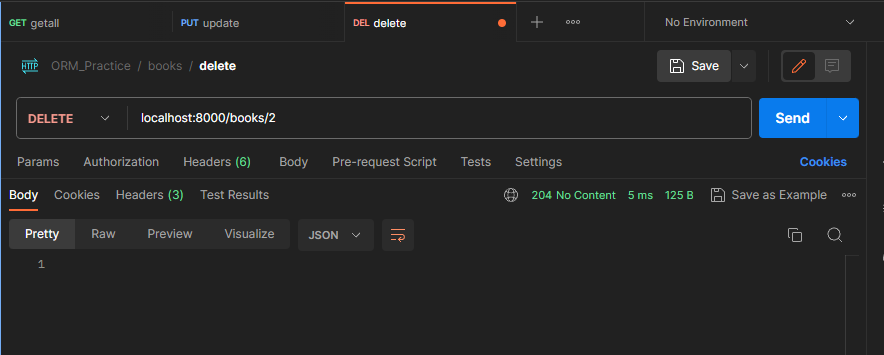 GET getall PUT update DEL delete No Environment
HTTP ORM_Practice / books / delete Save
DELETE localhost:8000/books/2 Send
Params Authorization Headers (6) Body Pre-request Script Tests Settings Cookies
Body Cookies Headers (3) Test Results 204 No Content 5 ms 125 B Save as Example
Pretty Raw Preview Visualize JSON
1